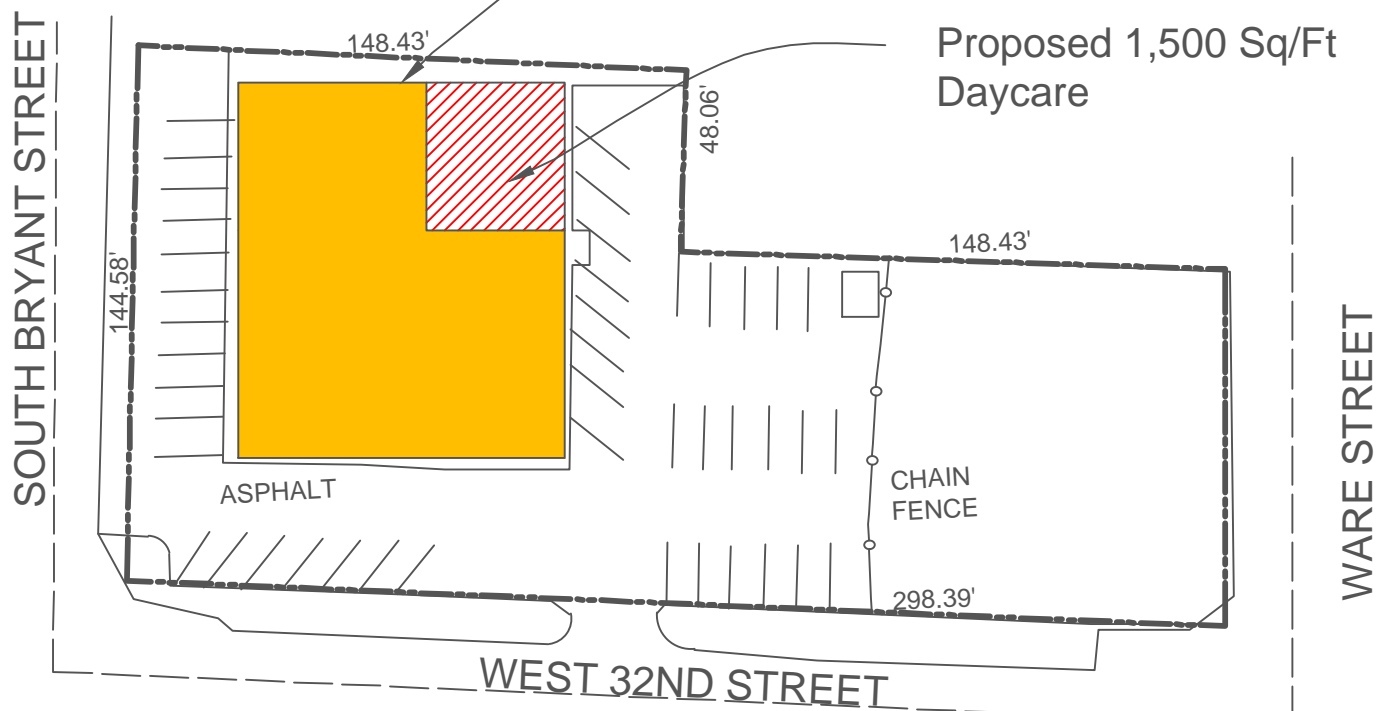 148.43'
Proposed 1,500 Sq/Ft
Daycare
48.06'
SOUTH BRYANT STREET
144.58'
148.43'
ASPHALT
CHAIN
FENCE
WARE STREET
298.39'
WEST 32ND STREET